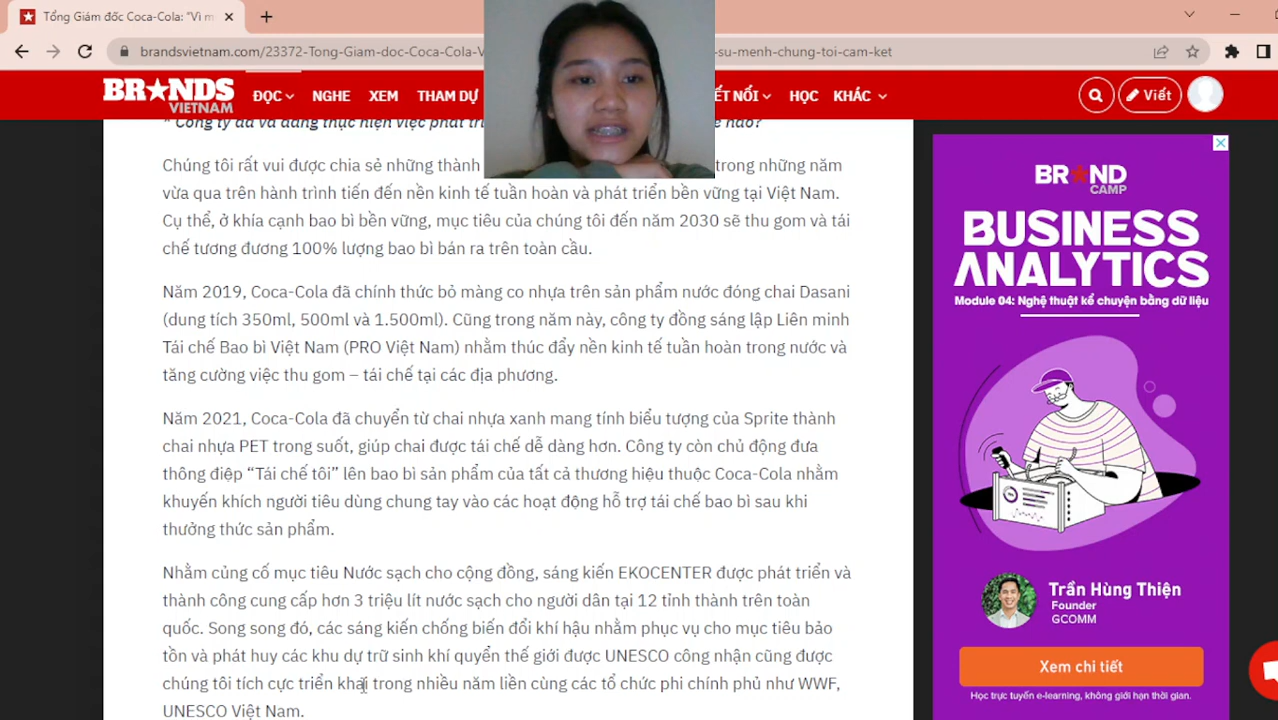 Tổng Giám đốc Coca-Cola: "Vì m
brandsvietnam.com/23372-Tong-Giam-doc-Coca-Cola-V
-su-menh-chung-toi-cam-ket
BRANDS
VIETNAM
ĐỌC
NGHE
XEM
THAM DỰ
ẾT NỐI
HỌC
KHÁC
Viết
* Công ty đã và đang thực hiện việc phát tri
ế nào?
Chúng tôi rất vui được chia sẻ những thành
trong những năm
vừa qua trên hành trình tiến đến nền kinh tế tuần hoàn và phát triển bền vững tại Việt Nam.
Cụ thể, ở khía cạnh bao bì bền vững, mục tiêu của chúng tôi đến năm 2030 sẽ thu gom và tái
chế tương đương 100% lượng bao bì bán ra trên toàn cầu.
Năm 2019, Coca-Cola đã chính thức bỏ màng co nhựa trên sản phẩm nước đóng chai Dasani
(dung tích 350ml, 500ml và 1.500ml). Cũng trong năm này, công ty đồng sáng lập Liên minh
Tái chế Bao bì Việt Nam (PRO Việt Nam) nhằm thúc đẩy nền kinh tế tuần hoàn trong nước và
tăng cường việc thu gom – tái chế tại các địa phương.
Năm 2021, Coca-Cola đã chuyển từ chai nhựa xanh mang tính biểu tượng của Sprite thành
chai nhựa PET trong suốt, giúp chai được tái chế dễ dàng hơn. Công ty còn chủ động đưa
thông điệp “Tái chế tôi” lên bao bì sản phẩm của tất cả thương hiệu thuộc Coca-Cola nhằm
khuyến khích người tiêu dùng chung tay vào các hoạt động hỗ trợ tái chế bao bì sau khi
thưởng thức sản phẩm.
Nhằm củng cố mục tiêu Nước sạch cho cộng đồng, sáng kiến EKOCENTER được phát triển và
thành công cung cấp hơn 3 triệu lít nước sạch cho người dân tại 12 tỉnh thành trên toàn
quốc. Song song đó, các sáng kiến chống biến đổi khí hậu nhằm phục vụ cho mục tiêu bảo
tồn và phát huy các khu dự trữ sinh khí quyển thế giới được UNESCO công nhận cũng được
chúng tôi tích cực triển khai trong nhiều năm liền cùng các tổ chức phi chính phủ như WWF,
UNESCO Việt Nam.
BRAND
CAMP
BUSINESS
ANALYTICS
Module 04: Nghệ thuật kể chuyện bằng dữ liệu
Trần Hùng Thiện
Founder
GCOMM
Xem chi tiết
Học trực tuyến e-learning, không giới hạn thời gian.